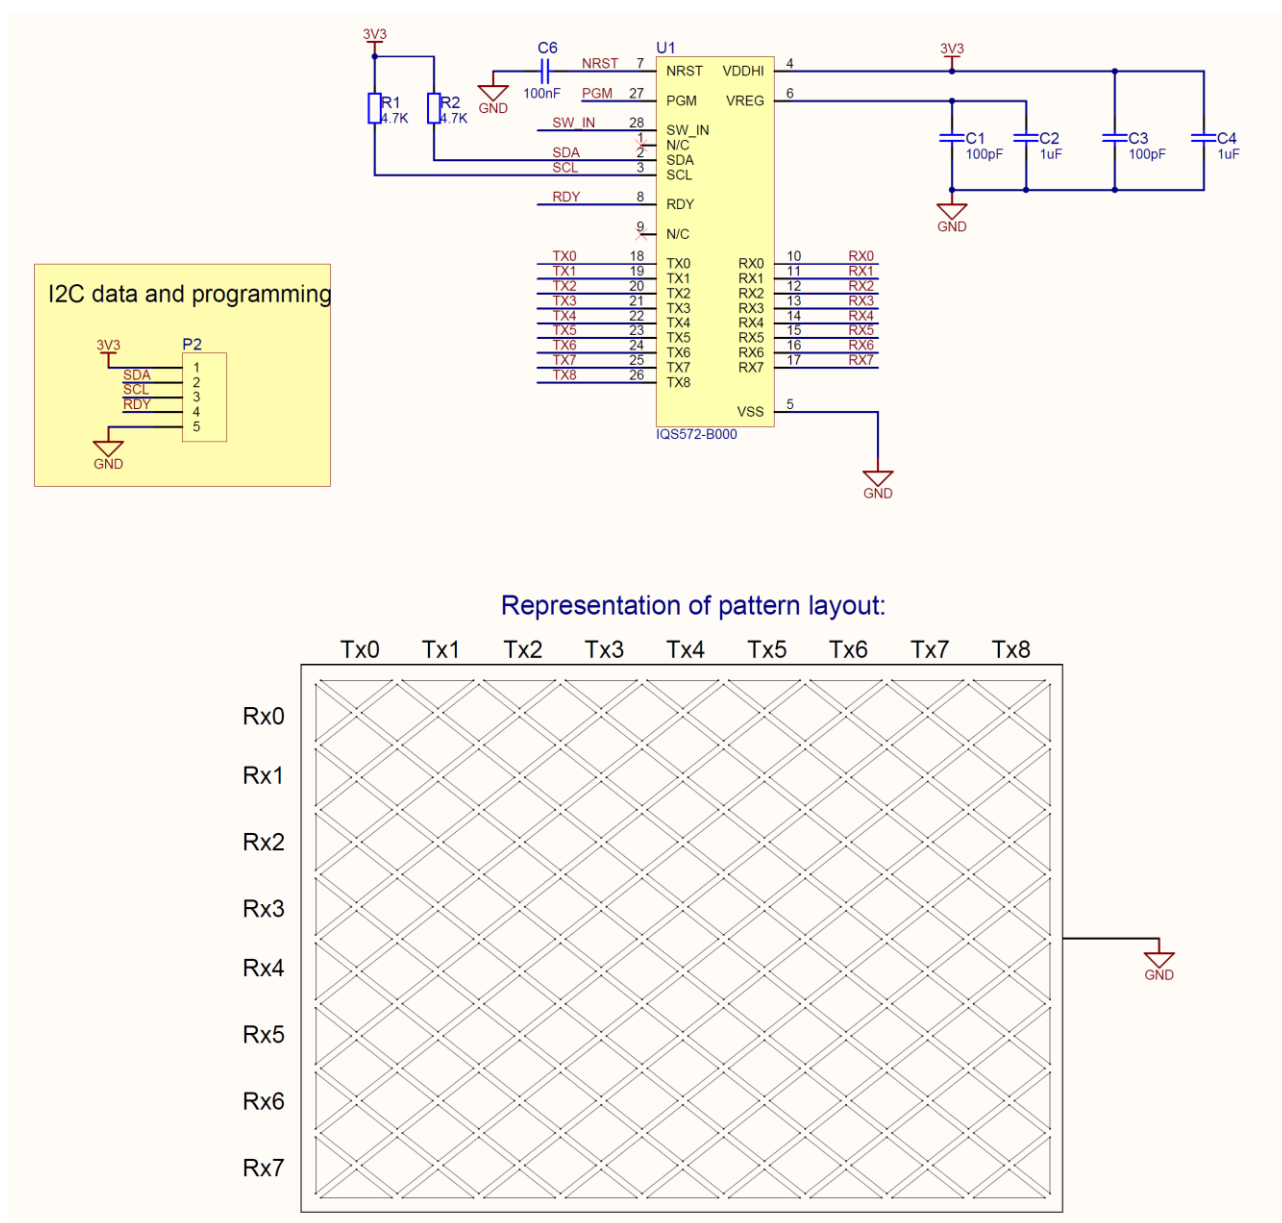 3V3
R1
4.7K
R2
4.7K
GND
C6
100nF
NRST 7
PGM 27
SW_IN 28
1
SDA 2
SCL 3
RDY 8
9
TX0 18
TX1 19
TX2 20
TX3 21
TX4 22
TX5 23
TX6 24
TX7 25
TX8 26
U1
NRST VDDHI
PGM VREG
SW_IN
N/C
SDA
SCL
RDY
N/C
TX0 RX0
TX1 RX1
TX2 RX2
TX3 RX3
TX4 RX4
TX5 RX5
TX6 RX6
TX7 RX7
TX8
VSS
IQS572-B000
4
6
10 RX0
11 RX1
12 RX2
13 RX3
14 RX4
15 RX5
16 RX6
17 RX7
5
GND
3V3
C1
100pF
C2
1uF
C3
100pF
C4
1uF
GND
I2C data and programming
3V3
P2
1
SDA 2
SCL 3
RDY 4
5
GND
Representation of pattern layout:
Tx0 Tx1 Tx2 Tx3 Tx4 Tx5 Tx6 Tx7 Tx8
Rx0
Rx1
Rx2
Rx3
Rx4
Rx5
Rx6
Rx7
GND